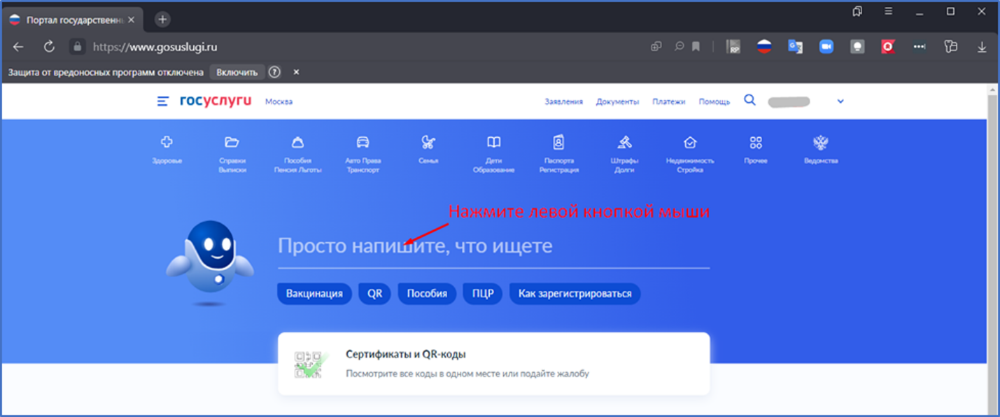 Портал государственны
https://www.gosuslugi.ru
RP
Защита от вредоносных программ отключена Включить ?
госуслуги Москва Заявления Документы Платежи Помощь
Здоровье
Справки Выписки
Пособия Пенсия Льготы
Авто Права Транспорт
Семья
Дети Образование
Паспорта Регистрация
Штрафы Долги
Недвижимость Стройка
Прочее
Ведомства
Нажмите левой кнопкой мыши
Просто напишите, что ищете
Вакцинация QR Пособия ПЦР Как зарегистрироваться
Сертификаты и QR-коды
Посмотрите все коды в одном месте или подайте жалобу